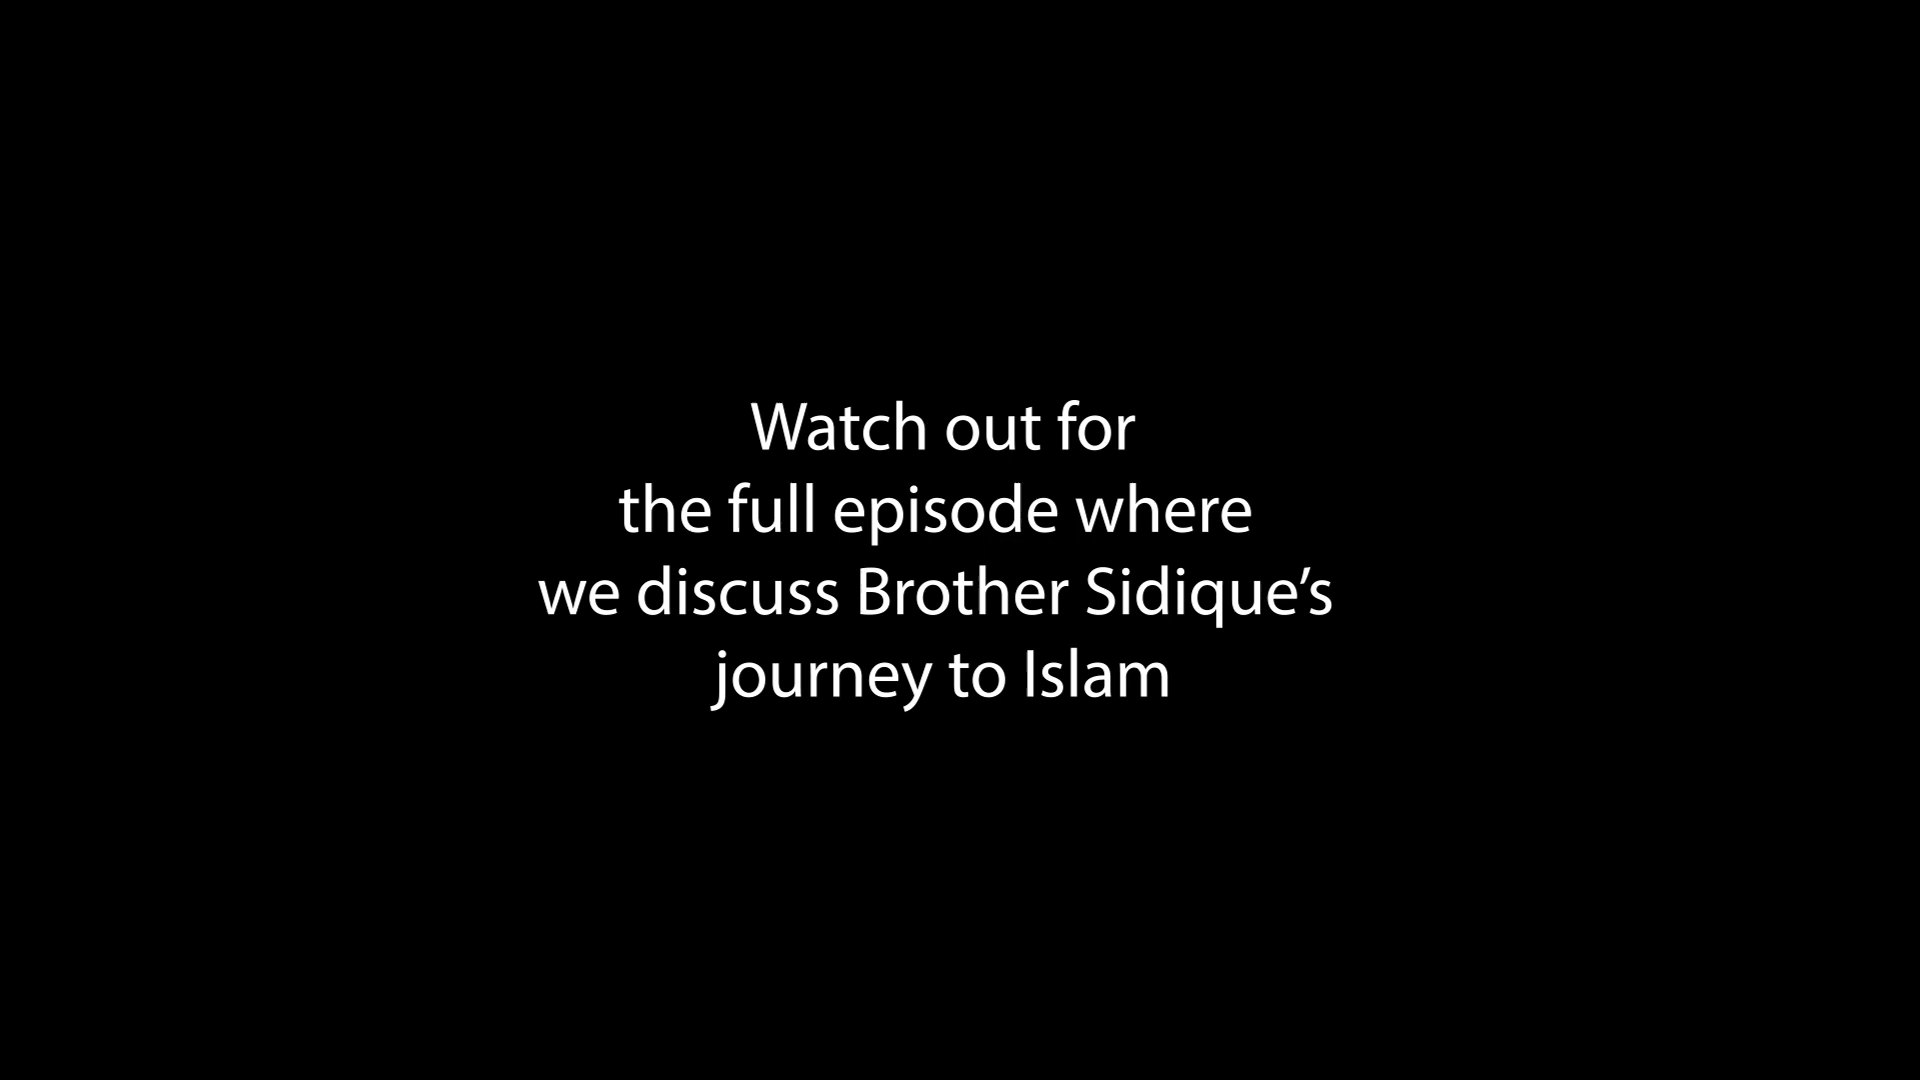 Watch out for
the full episode where
we discuss Brother Sidique’s
journey to Islam